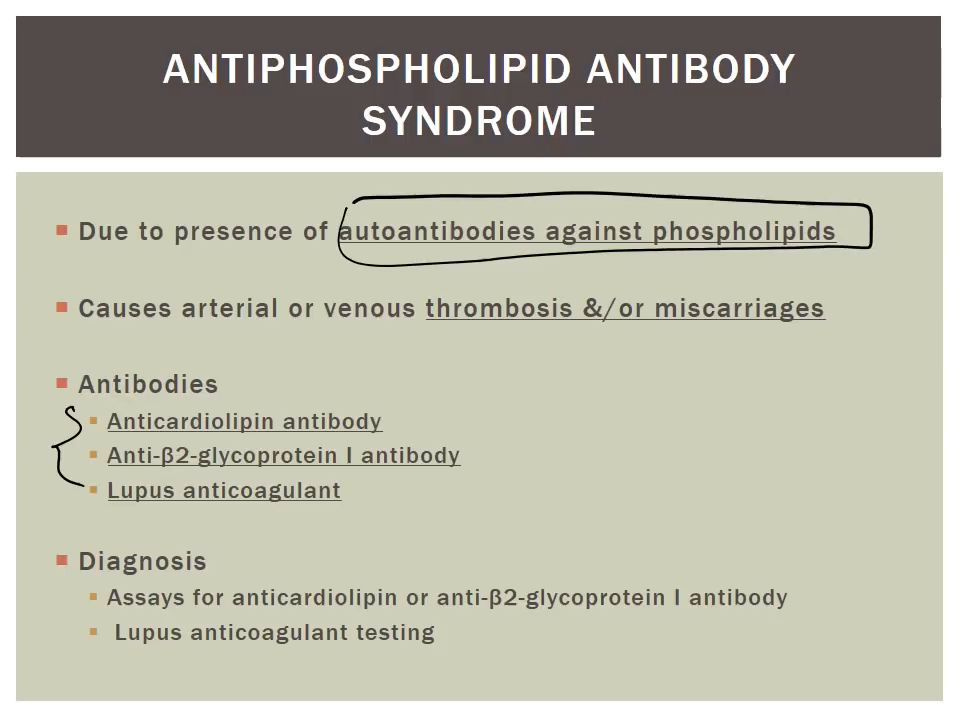 ANTIPHOSPHOLIPID ANTIBODY
SYNDROME
Due to presence of autoantibodies against phospholipids
Causes arterial or venous thrombosis &/or miscarriages
Antibodies
Anticardiolipin antibody
Anti-β2-glycoprotein I antibody
Lupus anticoagulant
Diagnosis
Assays for anticardiolipin or anti-β2-glycoprotein I antibody
Lupus anticoagulant testing